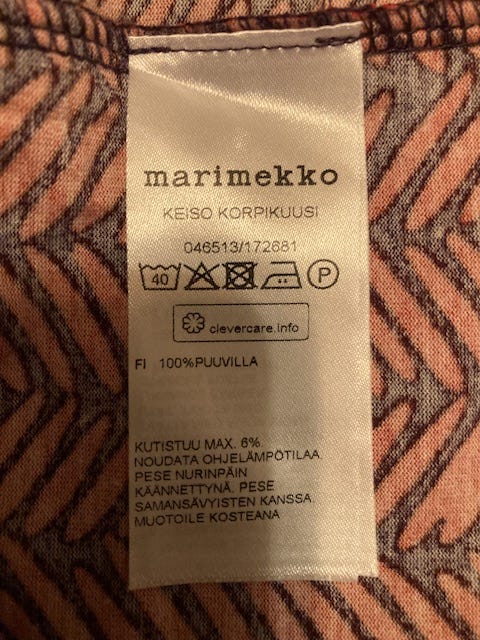 marimekko
KEISO KORPIKUUSI
046513/172681
40 P
clevercare.info
FI 100%PUUVILLA
KUTISTUU MAX. 6%.
NOUDATA OHJELÄMPÖTILAA.
PESE NURINPÄIN
KÄÄNNETTYNÄ. PESE
SAMANSÄVYISTEN KANSSA.
MUOTOILE KOSTEANA